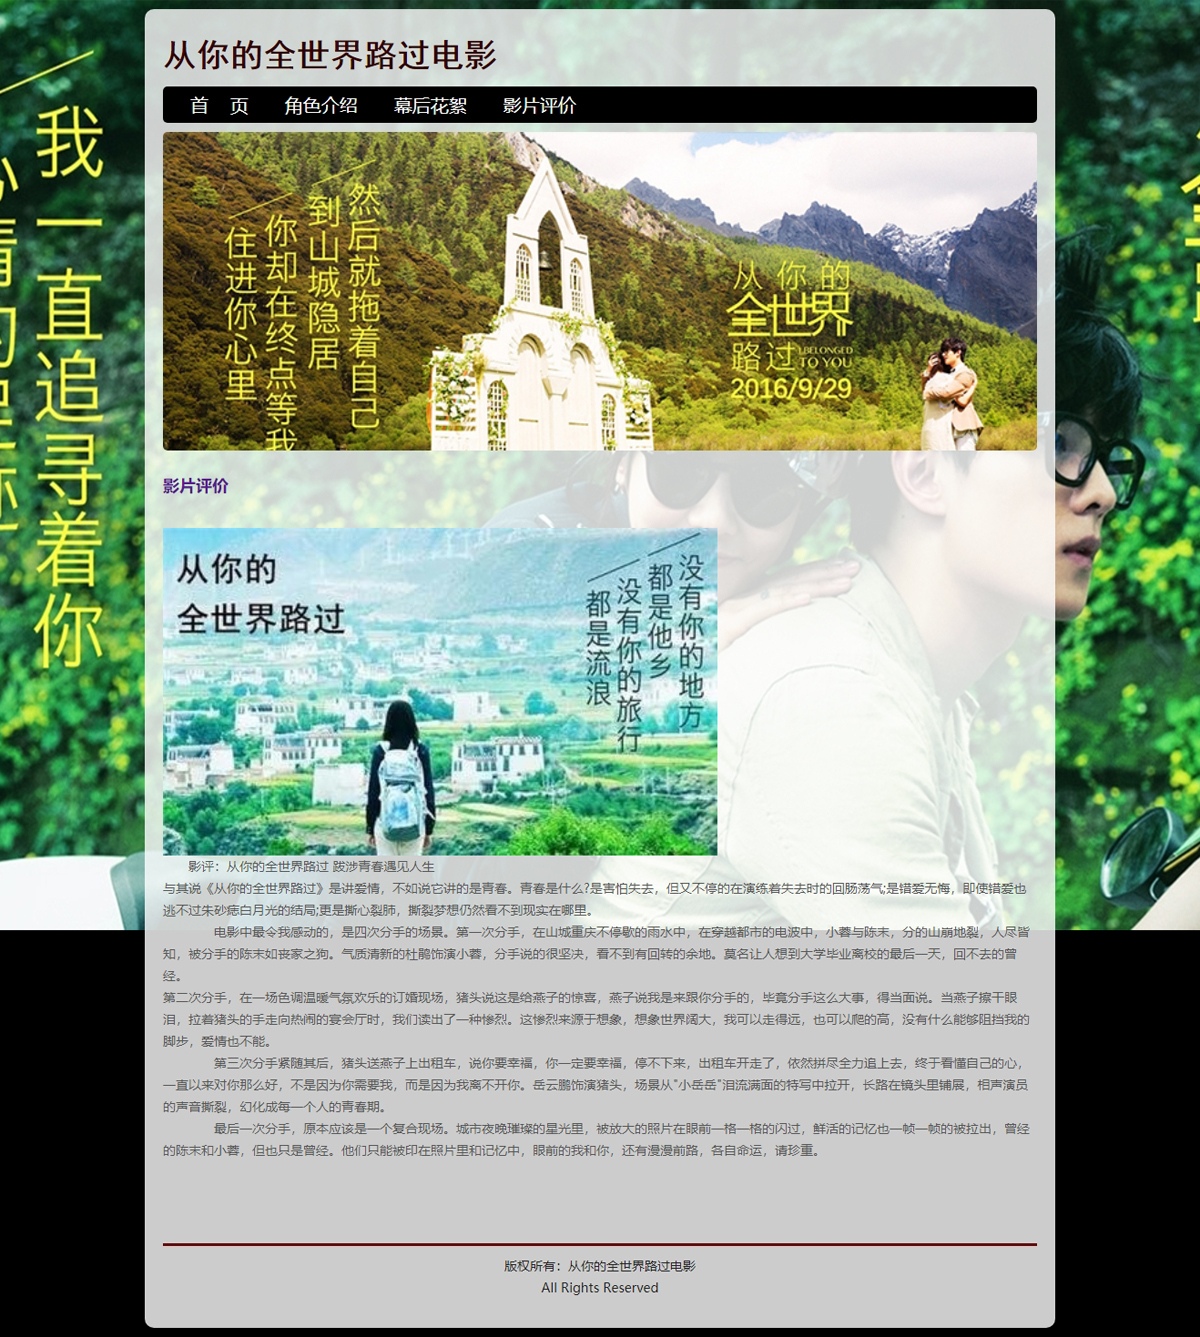 从你的全世界路过电影
首 页 角色介绍 幕后花絮 影片评价
我一直追寻着你
然后就拖着自己
到山城隐居
你却在终点等我
住进你心里
从你的
全世界
路过 I BELONGED
TO YOU
2016/9/29
影片评价
从你的
全世界路过
没有你的地方
都是他乡
没有你的旅行
都是流浪
影评：从你的全世界路过 跋涉青春遇见人生
与其说《从你的全世界路过》是讲爱情，不如说它讲的是青春。青春是什么?是害怕失去，但又不停的在演练着失去时的回肠荡气;是错爱无悔，即使错爱也
逃不过朱砂痣白月光的结局;更是撕心裂肺，撕裂梦想仍然看不到现实在哪里。
电影中最令我感动的，是四次分手的场景。第一次分手，在山城重庆不停歇的雨水中，在穿越都市的电波中，小蓉与陈末，分的山崩地裂，人尽皆
知，被分手的陈末如丧家之狗。气质清新的杜鹃饰演小蓉，分手说的很坚决，看不到有回转的余地。莫名让人想到大学毕业离校的最后一天，回不去的曾
经。
第二次分手，在一场色调温暖气氛欢乐的订婚现场，猪头说这是给燕子的惊喜，燕子说我是来跟你分手的，毕竟分手这么大事，得当面说。当燕子擦干眼
泪，拉着猪头的手走向热闹的宴会厅时，我们读出了一种惨烈。这惨烈来源于想象，想象世界阔大，我可以走得远，也可以爬的高，没有什么能够阻挡我的
脚步，爱情也不能。
第三次分手紧随其后，猪头送燕子上出租车，说你要幸福，你一定要幸福，停不下来，出租车开走了，依然拼尽全力追上去，终于看懂自己的心，
一直以来对你那么好，不是因为你需要我，而是因为我离不开你。岳云鹏饰演猪头，场景从"小岳岳"泪流满面的特写中拉开，长路在镜头里铺展，相声演员
的声音撕裂，幻化成每一个人的青春期。
最后一次分手，原本应该是一个复合现场。城市夜晚璀璨的星光里，被放大的照片在眼前一格一格的闪过，鲜活的记忆也一帧一帧的被拉出，曾经
的陈末和小蓉，但也只是曾经。他们只能被印在照片里和记忆中，眼前的我和你，还有漫漫前路，各自命运，请珍重。
版权所有：从你的全世界路过电影
All Rights Reserved